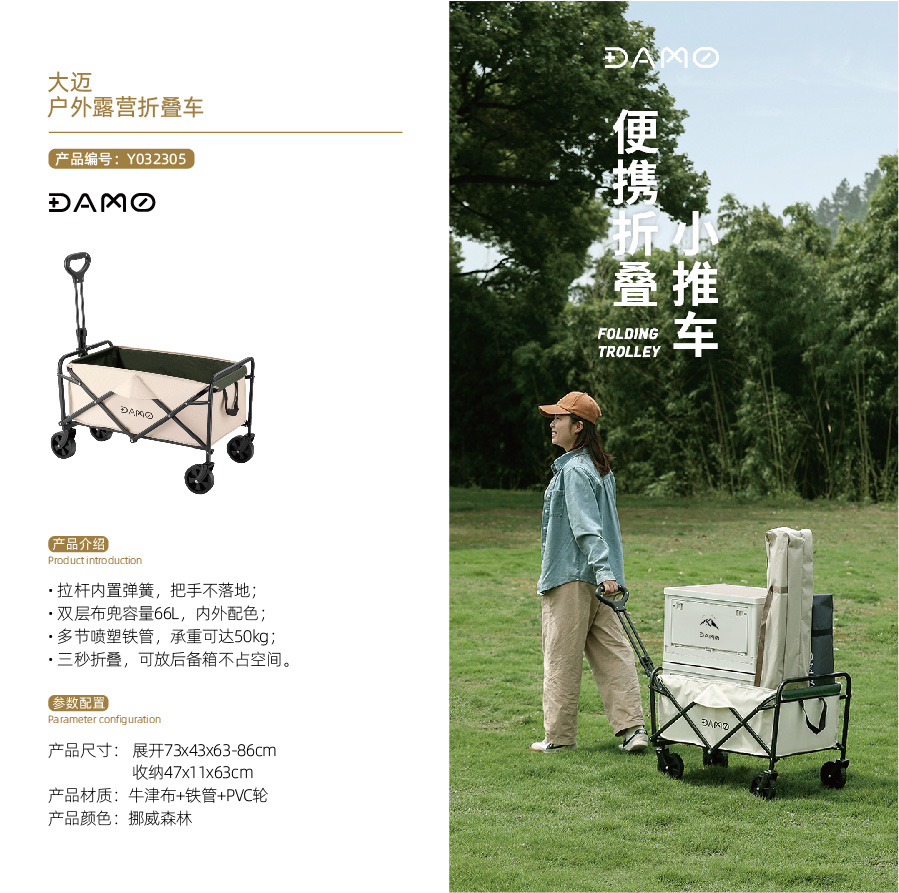 大迈
户外露营折叠车
产品编号：Y032305
DAMO
DAMO
产品介绍
Product introduction
• 拉杆内置弹簧，把手不落地；
• 双层布兜容量66L，内外配色；
• 多节喷塑铁管，承重可达50kg；
• 三秒折叠，可放后备箱不占空间。
参数配置
Parameter configuration
产品尺寸： 展开73x43x63-86cm
收纳47x11x63cm
产品材质：牛津布+铁管+PVC轮
产品颜色：挪威森林
DAMO
便携折叠
小推车
FOLDING
TROLLEY
DAMO
DAMO